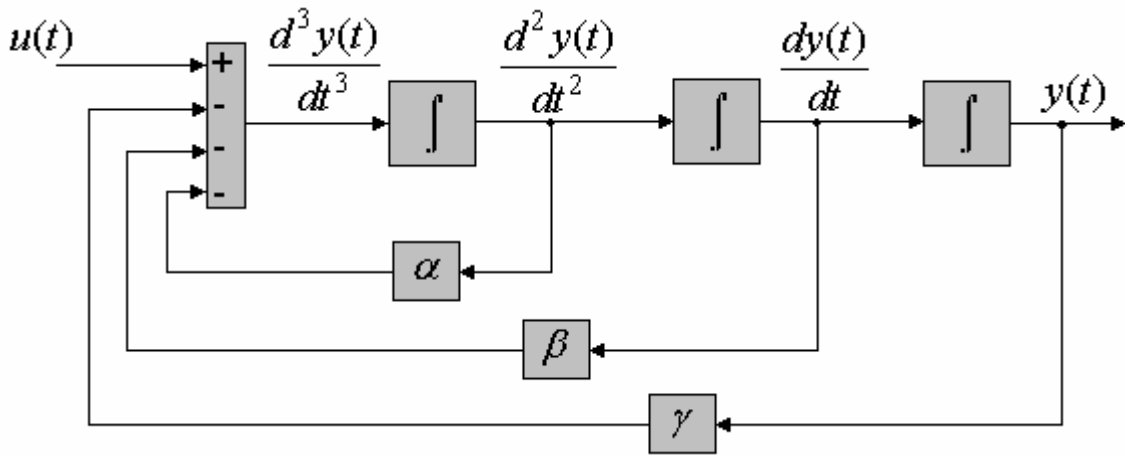 u(t)
d³y(t)/dt³
d²y(t)/dt²
dy(t)/dt
y(t)
+
-
-
-
∫
∫
∫
α
β
γ